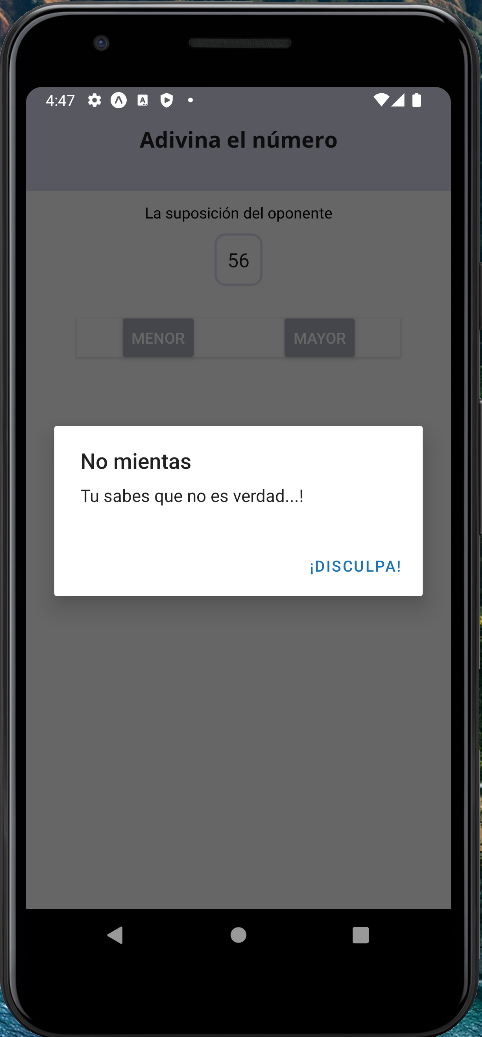 4:47
Adivina el número
La suposición del oponente
56
MENOR MAYOR
No mientas
Tu sabes que no es verdad...!
¡DISCULPA!